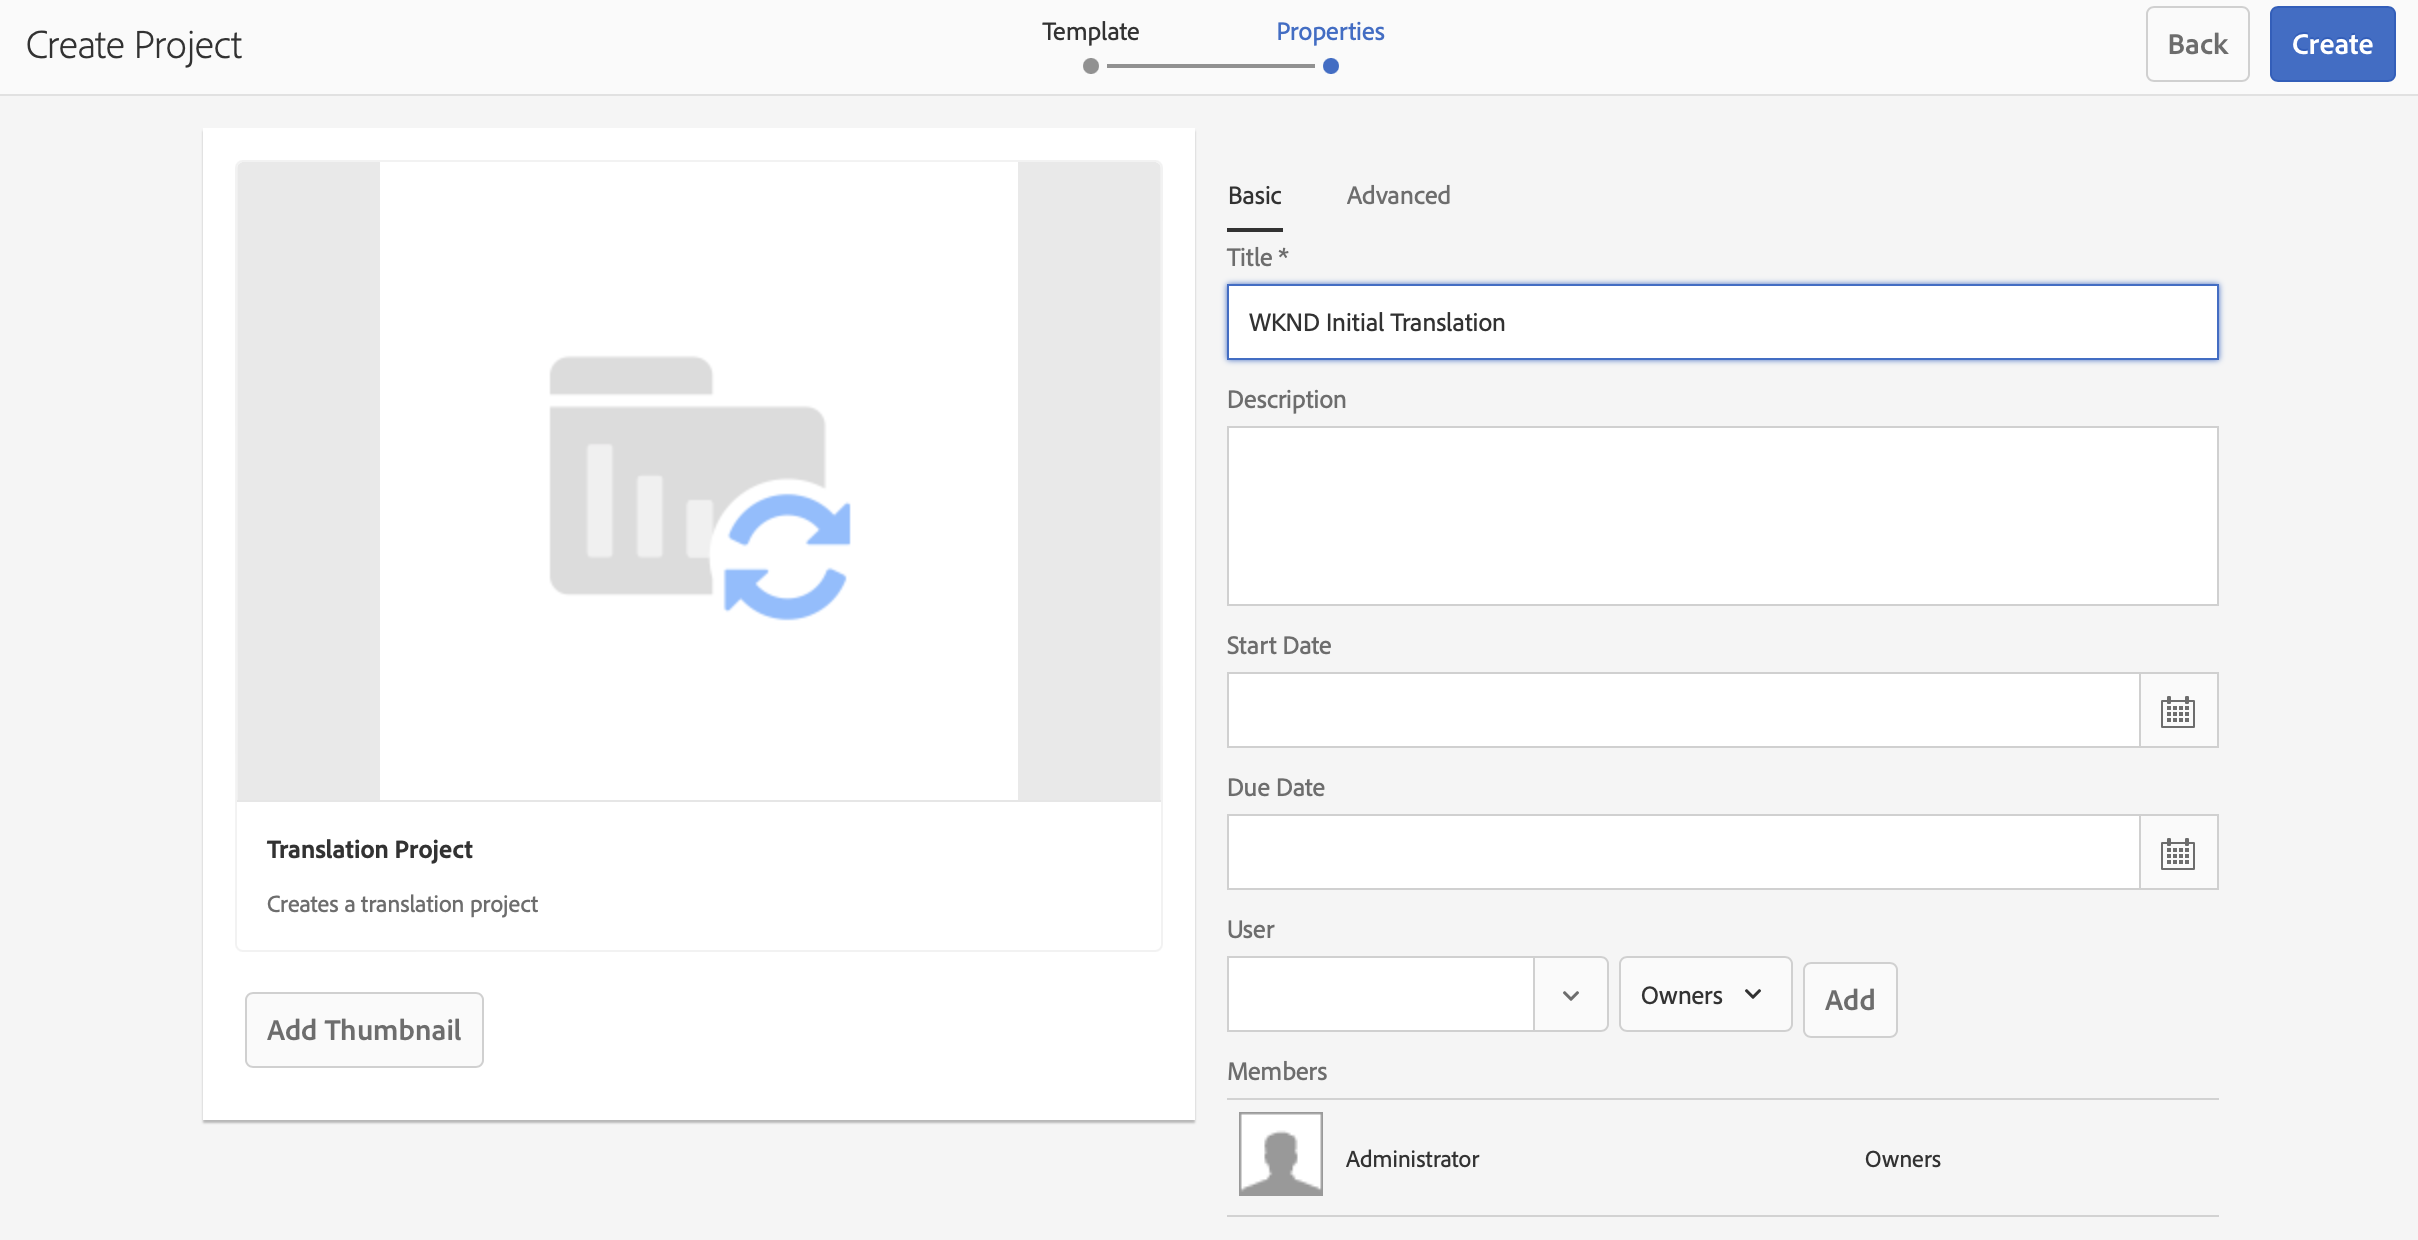 Create Project
Template
Properties
Back
Create
Translation Project
Creates a translation project
Add Thumbnail
Basic
Advanced
Title *
WKND Initial Translation
Description
Start Date
Due Date
User
Owners
Add
Members
Administrator
Owners